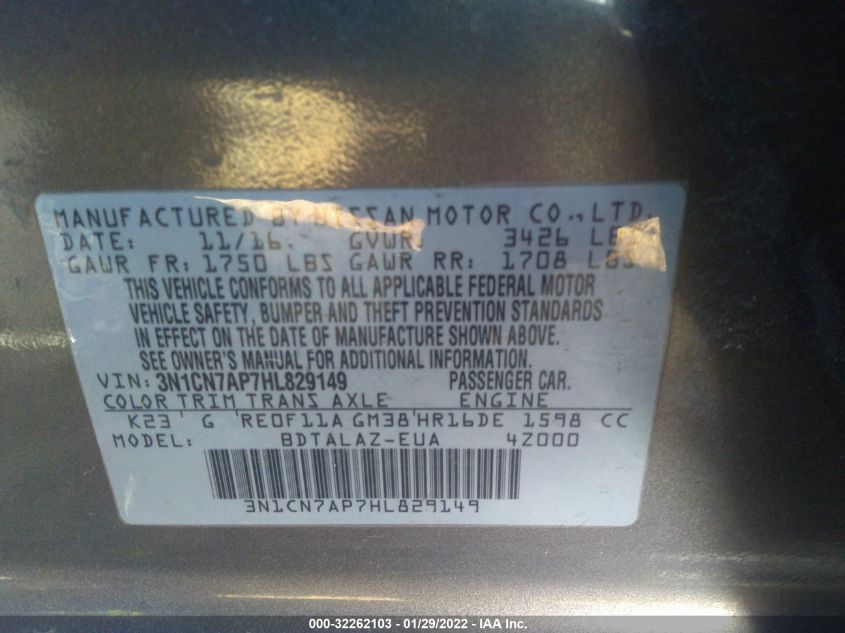 MANUFACTURED BY NISSAN MOTOR CO., LTD.
DATE: 11/16 GVWR: 3426 LBS
GAWR FR: 1750 LBS GAWR RR: 1708 LBS
THIS VEHICLE CONFORMS TO ALL APPLICABLE FEDERAL MOTOR
VEHICLE SAFETY, BUMPER AND THEFT PREVENTION STANDARDS
IN EFFECT ON THE DATE OF MANUFACTURE SHOWN ABOVE.
SEE OWNER'S MANUAL FOR ADDITIONAL INFORMATION.
VIN: 3N1CN7AP7HL829149 PASSENGER CAR.
COLOR TRIM TRANS AXLE ENGINE
K23 G RE0F11A GM38 HR16DE 1598 CC
MODEL: BDTALAZ-EUA 4Z000
3N1CN7AP7HL829149
000-32262103 - 01/29/2022 - IAA Inc.